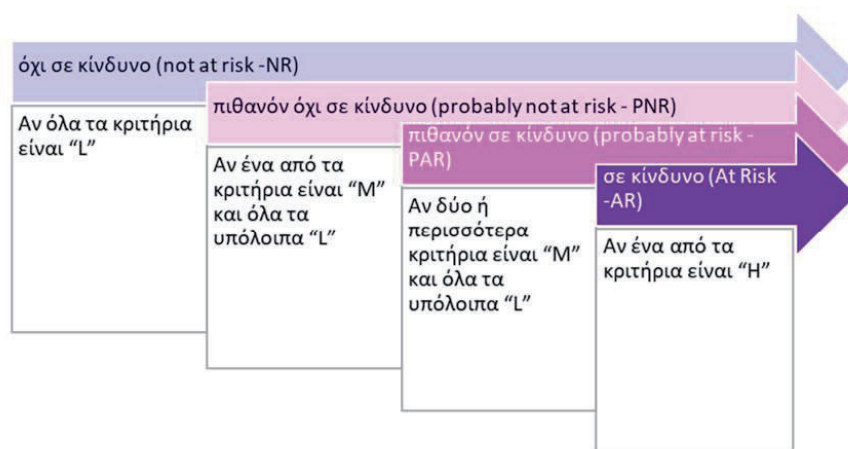 όχι σε κίνδυνο (not at risk -NR)
Αν όλα τα κριτήρια
είναι “L”
πιθανόν όχι σε κίνδυνο (probably not at risk - PNR)
Αν ένα από τα
κριτήρια είναι “M”
και όλα τα
υπόλοιπα “L”
πιθανόν σε κίνδυνο (probably at risk -
PAR)
Αν δύο ή
περισσότερα
κριτήρια είναι “M”
και όλα τα
υπόλοιπα “L”
σε κίνδυνο (At Risk
-AR)
Αν ένα από τα
κριτήρια είναι “H”